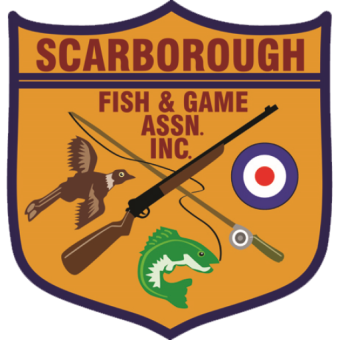 SCARBOROUGH
FISH & GAME
ASSN.
INC.